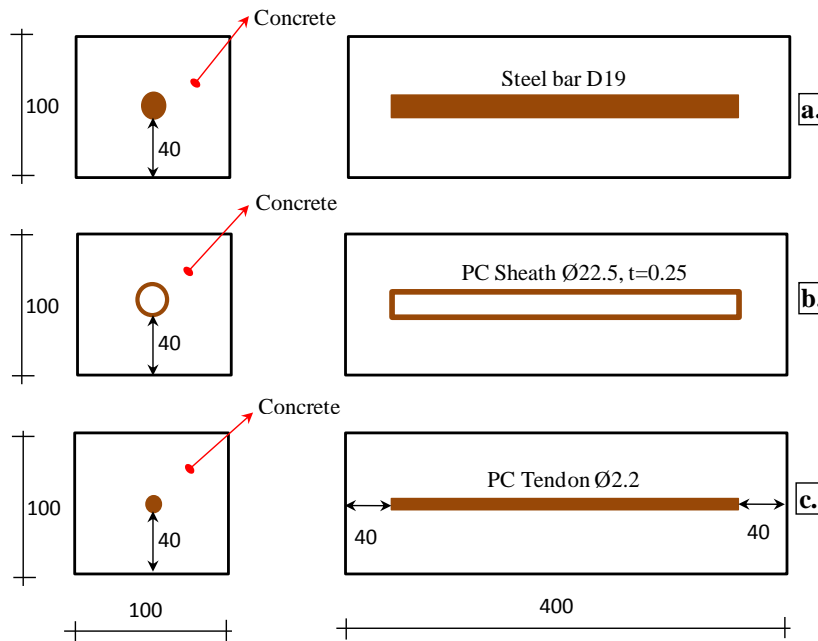 Concrete
100
40
Steel bar D19
a.
Concrete
100
40
PC Sheath Ø22.5, t=0.25
b.
Concrete
100
40
PC Tendon Ø2.2
40
40
c.
100
400